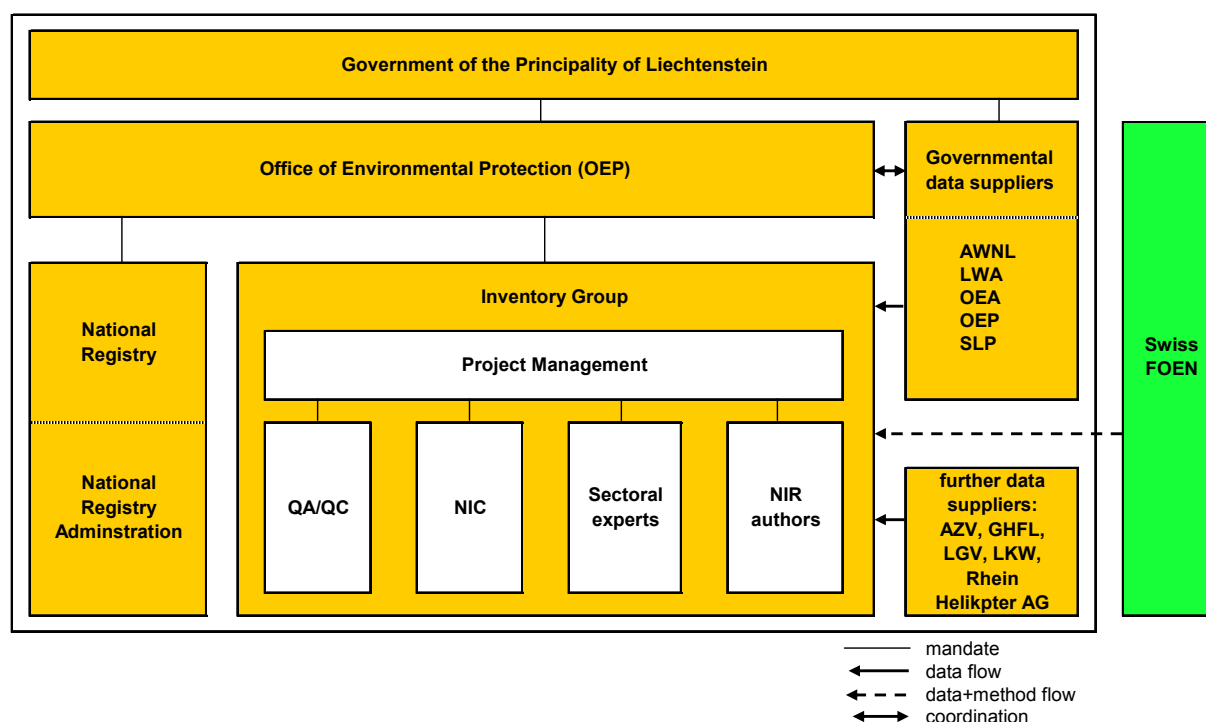 Government of the Principality of Liechtenstein
Office of Environmental Protection (OEP)
Governmental
data suppliers
AWNL
LWA
OEA
OEP
SLP
Swiss
FOEN
National
Registry
National
Registry
Adminstration
Inventory Group
Project Management
QA/QC
NIC
Sectoral
experts
NIR
authors
further data
suppliers:
AZV, GHFL,
LGV, LKW,
Rhein
Helikpter AG
mandate
data flow
data+method flow
coordination